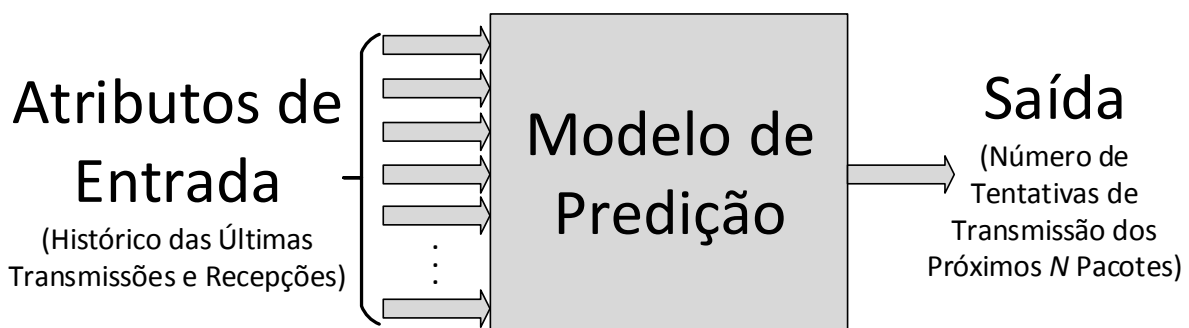 Atributos de
Entrada
(Histórico das Últimas
Transmissões e Recepções)
Modelo de
Predição
Saída
(Número de
Tentativas de
Transmissão dos
Próximos N Pacotes)